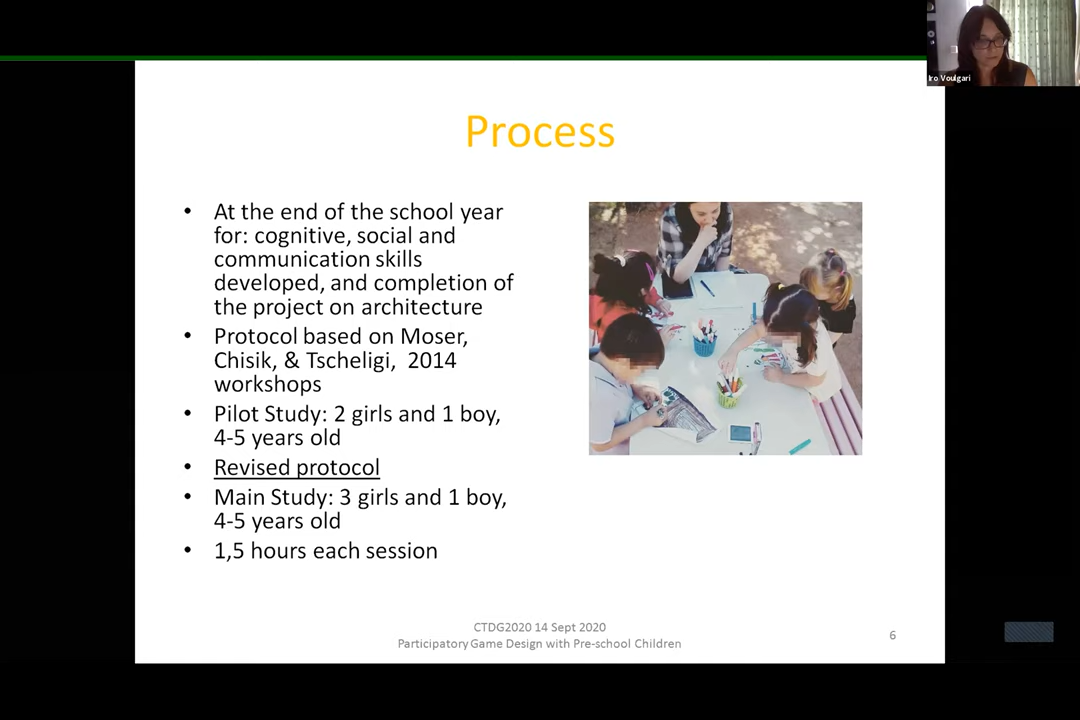 Iro Voulgari
Process
• At the end of the school year
for: cognitive, social and
communication skills
developed, and completion of
the project on architecture
• Protocol based on Moser,
Chisik, & Tscheligi, 2014
workshops
• Pilot Study: 2 girls and 1 boy,
4-5 years old
• Revised protocol
• Main Study: 3 girls and 1 boy,
4-5 years old
• 1,5 hours each session
CTDG2020 14 Sept 2020
Participatory Game Design with Pre-school Children
6